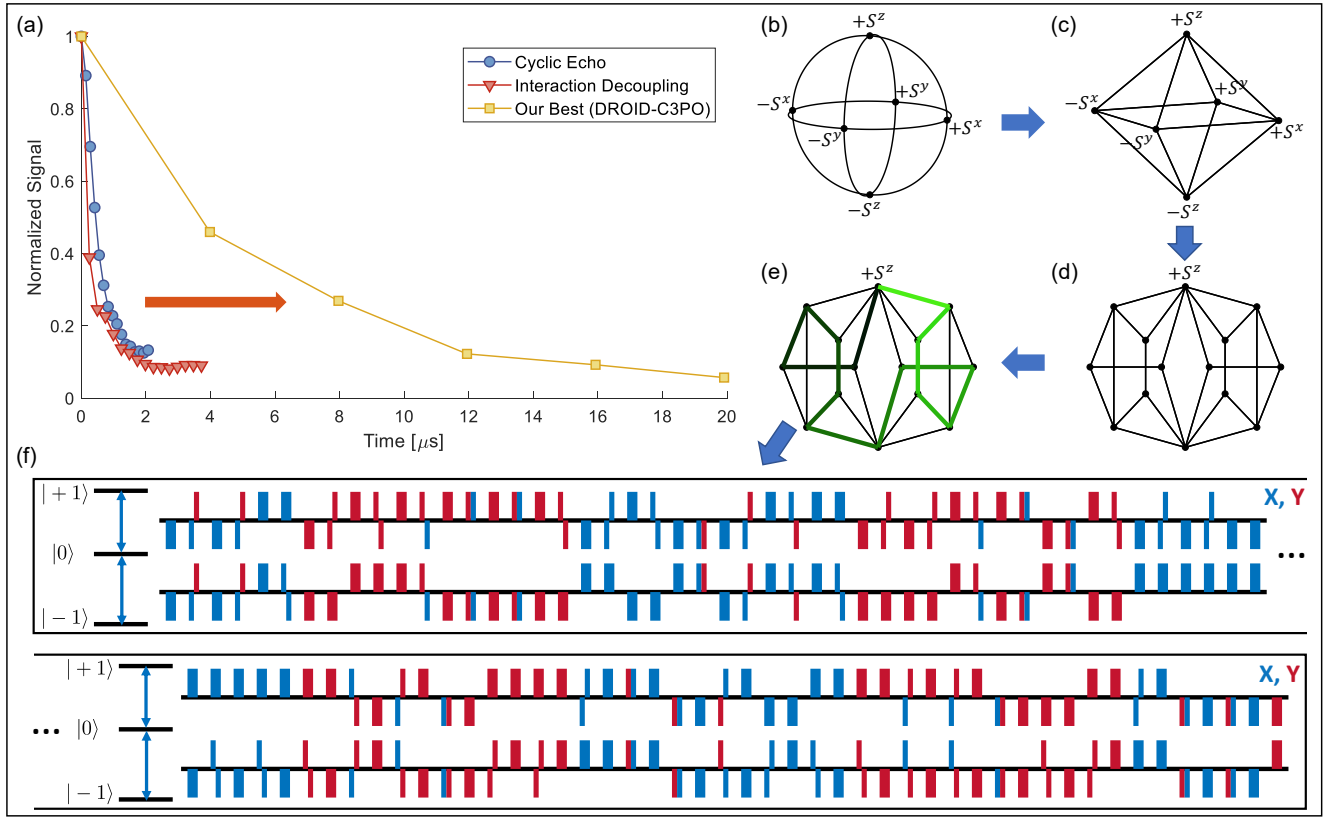 (a)
Normalized Signal
1
0.8
0.6
0.4
0.2
0
0 2 4 6 8 10 12 14 16 18 20
Time [μs]
Cyclic Echo
Interaction Decoupling
Our Best (DROID-C3PO)
(b)
+S^z
−S^x
+S^y
−S^y
+S^x
−S^z
(c)
+S^z
−S^x
+S^y
−S^y
+S^x
−S^z
(e)
+S^z
(d)
+S^z
(f)
|+1⟩
X, Y
|0⟩
...
|−1⟩
|+1⟩
X, Y
... |0⟩
|−1⟩